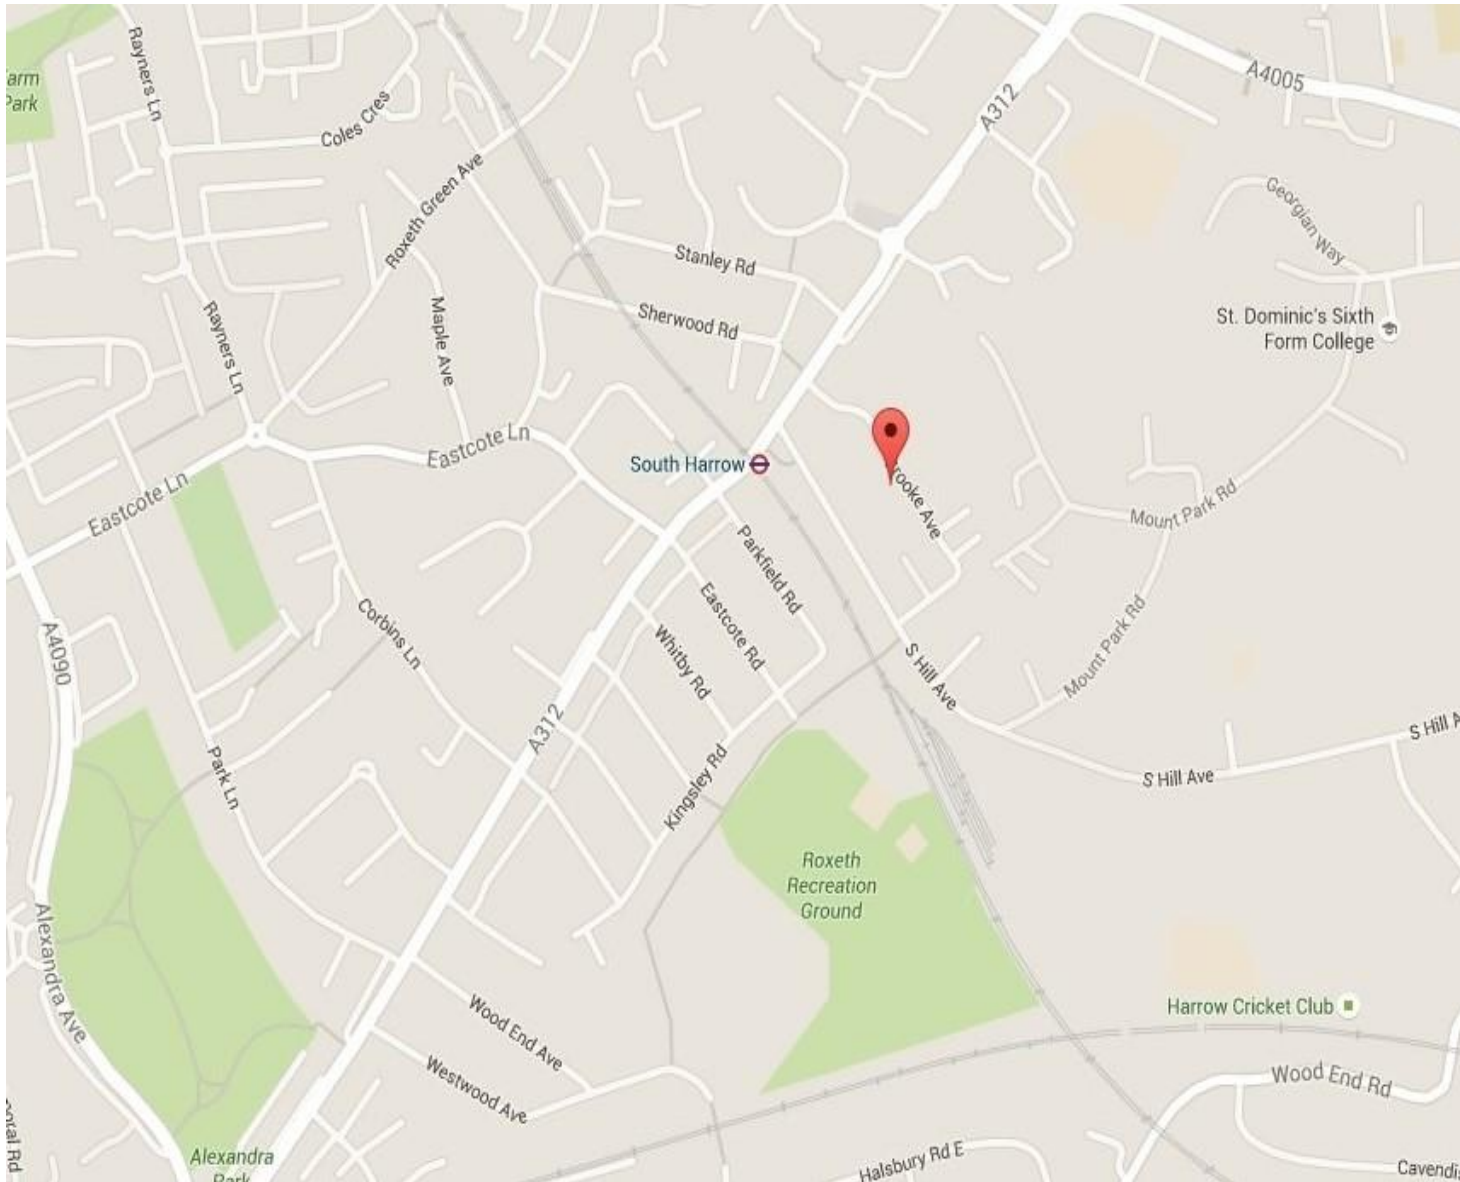 Rayners Ln
A312
A4005
arm
Park
Coles Cres
Roxeth Green Ave
Georgian Way
Stanley Rd
Rayners Ln
Maple Ave
Sherwood Rd
St. Dominic's Sixth
Form College
Eastcote Ln
South Harrow
Eastcote Ln
rooke Ave
Mount Park Rd
Parkfield Rd
Eastcote Rd
Whitby Rd
Corbins Ln
A4090
S Hill Ave
Mount Park Rd
A312
Park Ln
Kingsley Rd
S Hill A
S Hill Ave
Roxeth
Recreation
Ground
Alexandra Ave
Wood End Ave
Westwood Ave
Harrow Cricket Club
Wood End Rd
oral Rd
Alexandra
Park
Halsbury Rd E
Cavendis